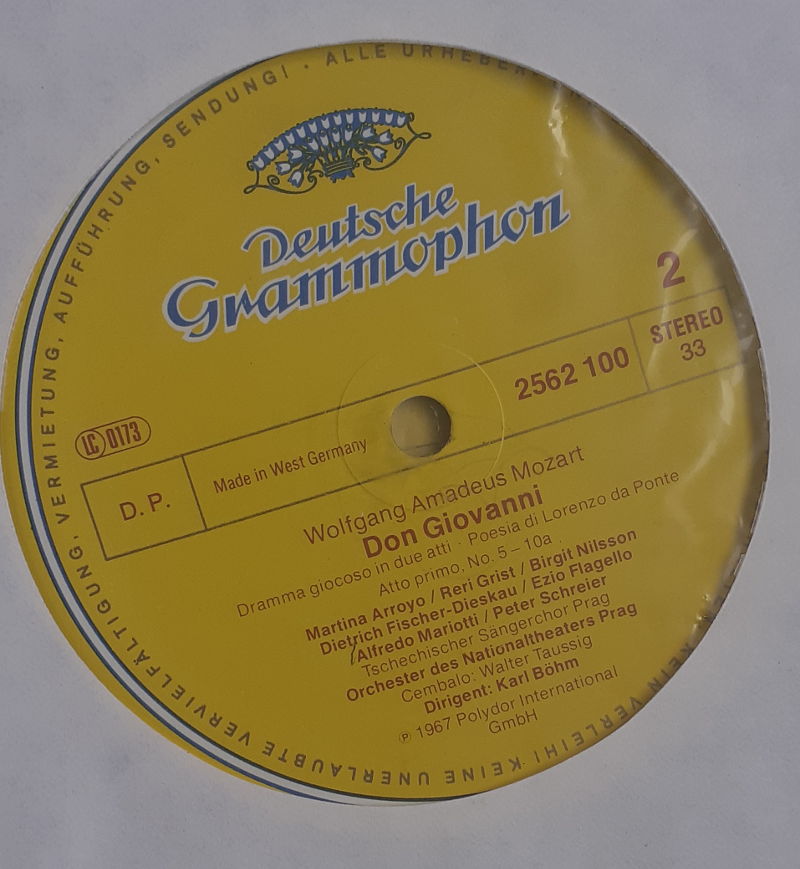 ALLE URHEBER
Deutsche
Grammophon
2
STEREO
33
2562 100
LC 0173
D. P.
Made in West Germany
Wolfgang Amadeus Mozart
Don Giovanni
Dramma giocoso in due atti · Poesia di Lorenzo da Ponte
Atto primo, No. 5 – 10a
Martina Arroyo / Reri Grist / Birgit Nilsson
Dietrich Fischer-Dieskau / Ezio Flagello
Alfredo Mariotti / Peter Schreier
Tschechischer Sängerchor Prag
Orchester des Nationaltheaters Prag
Cembalo: Walter Taussig
Dirigent: Karl Böhm
℗ 1967 Polydor International
GmbH
KEIN VERLEIH! KEINE UNERLAUBTE VERVIELFÄLTIGUNG, VERMIETUNG, AUFFÜHRUNG, SENDUNG! ·